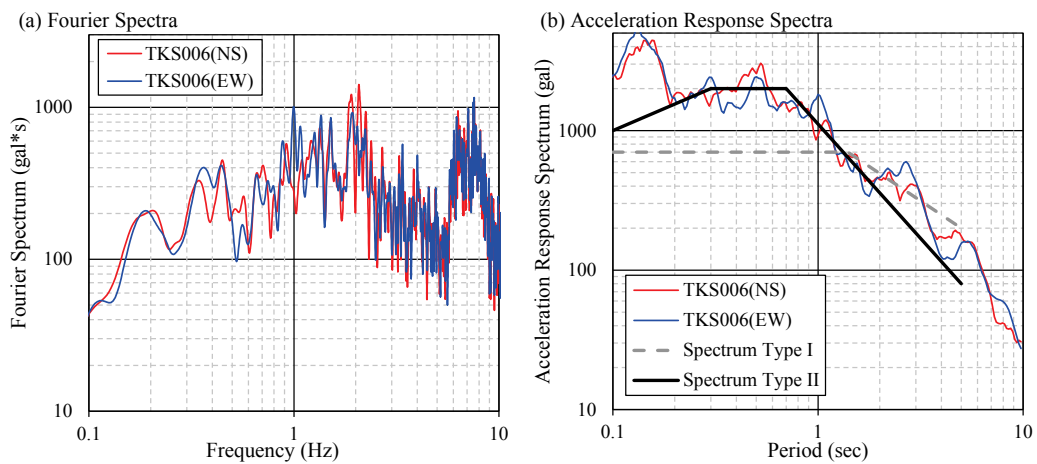 (a) Fourier Spectra
TKS006(NS)
TKS006(EW)
Fourier Spectrum (gal*s)
1000
100
10
0.1
1
10
Frequency (Hz)
(b) Acceleration Response Spectra
Acceleration Response Spectrum (gal)
1000
100
10
TKS006(NS)
TKS006(EW)
Spectrum Type I
Spectrum Type II
0.1
1
10
Period (sec)